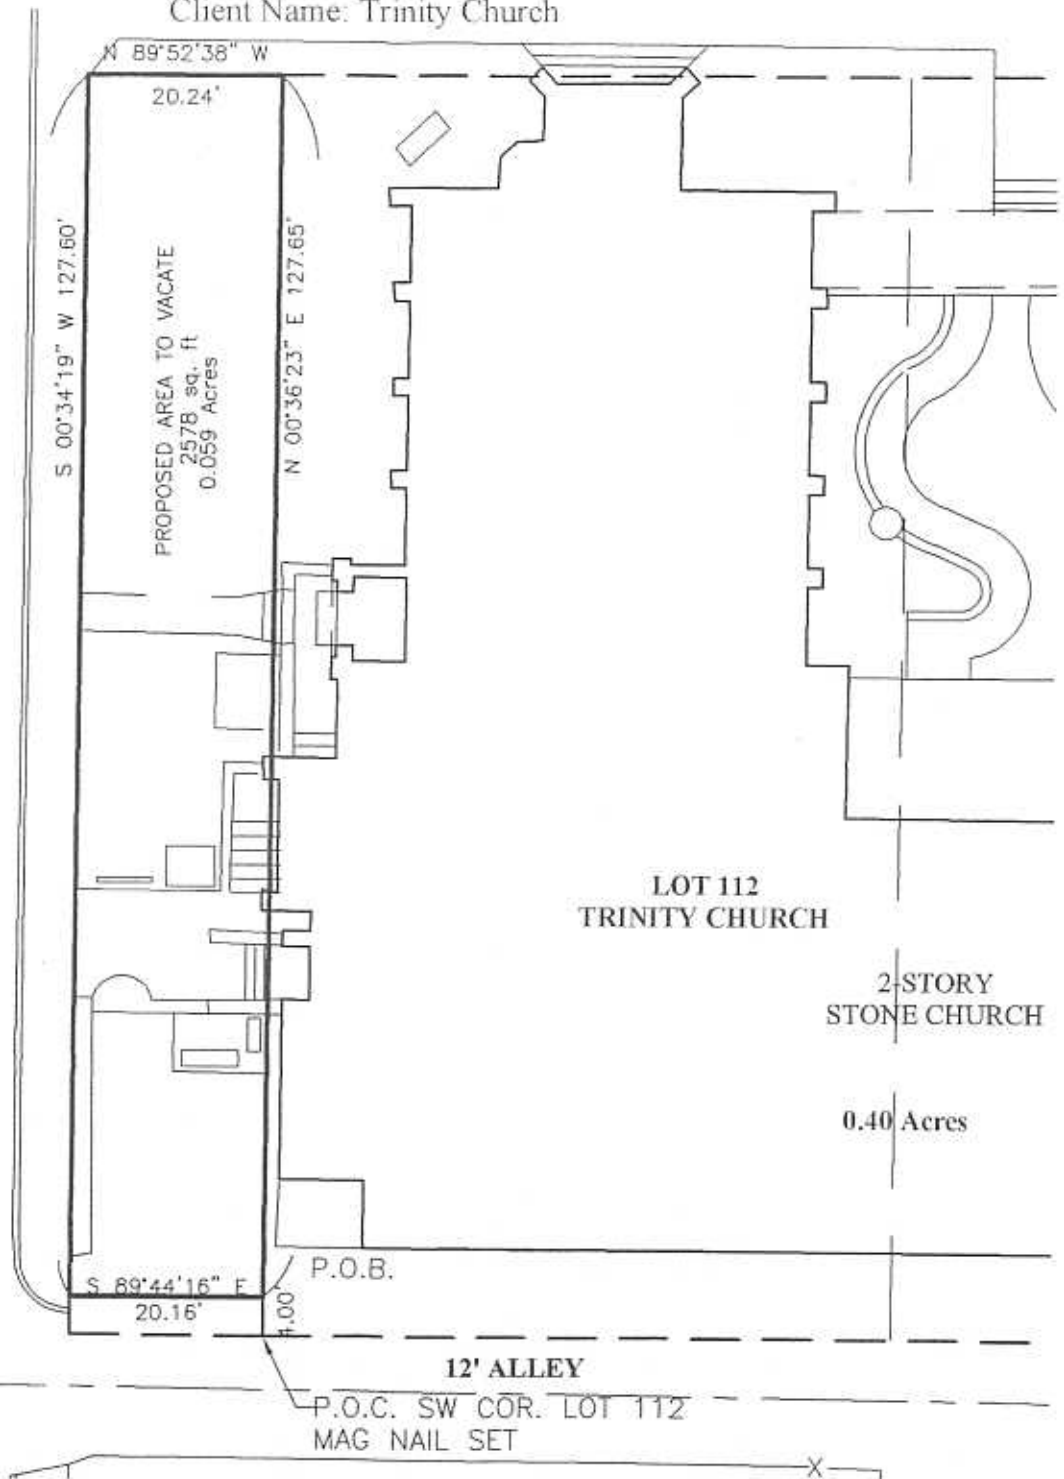 Client Name: Trinity Church
N 89°52'38" W
20.24'
S 00°34'19" W 127.60'
PROPOSED AREA TO VACATE
2578 sq. ft
0.059 Acres
N 00°36'23" E 127.65'
LOT 112
TRINITY CHURCH
2-STORY
STONE CHURCH
0.40 Acres
P.O.B.
S 89°44'16" E
20.16'
4.00'
12' ALLEY
P.O.C. SW COR. LOT 112
MAG NAIL SET
X